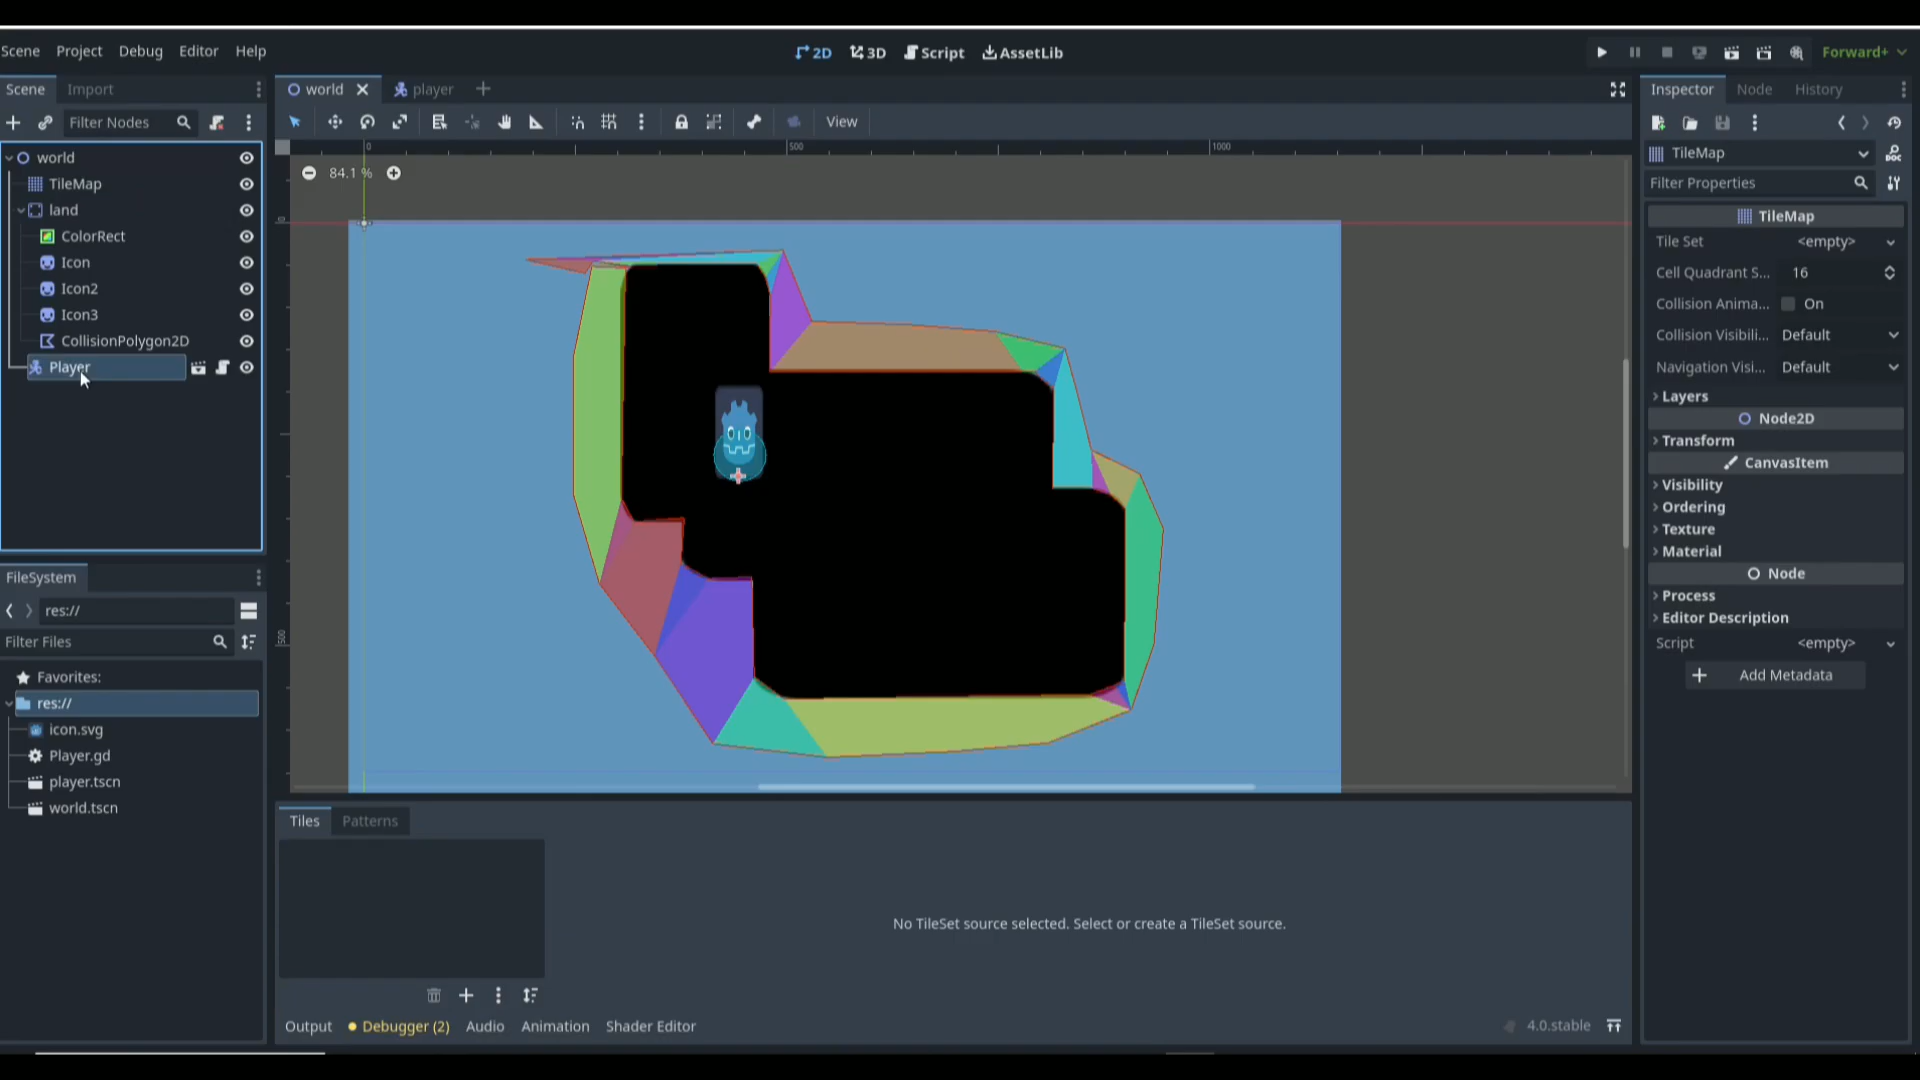 Scene Project Debug Editor Help
2D 3D Script AssetLib
Forward+
Scene Import
Filter Nodes
world
TileMap
land
ColorRect
Icon
Icon2
Icon3
CollisionPolygon2D
Player
FileSystem
res://
Filter Files
Favorites:
res://
icon.svg
Player.gd
player.tscn
world.tscn
world player
View
0 500 1000
84.1 %
0
500
Tiles Patterns
No TileSet source selected. Select or create a TileSet source.
Output Debugger (2) Audio Animation Shader Editor
4.0.stable
Inspector Node History
TileMap
DOC
Filter Properties
TileMap
Tile Set <empty>
Cell Quadrant S... 16
Collision Anima... On
Collision Visibili... Default
Navigation Visi... Default
Layers
Node2D
Transform
CanvasItem
Visibility
Ordering
Texture
Material
Node
Process
Editor Description
Script <empty>
Add Metadata